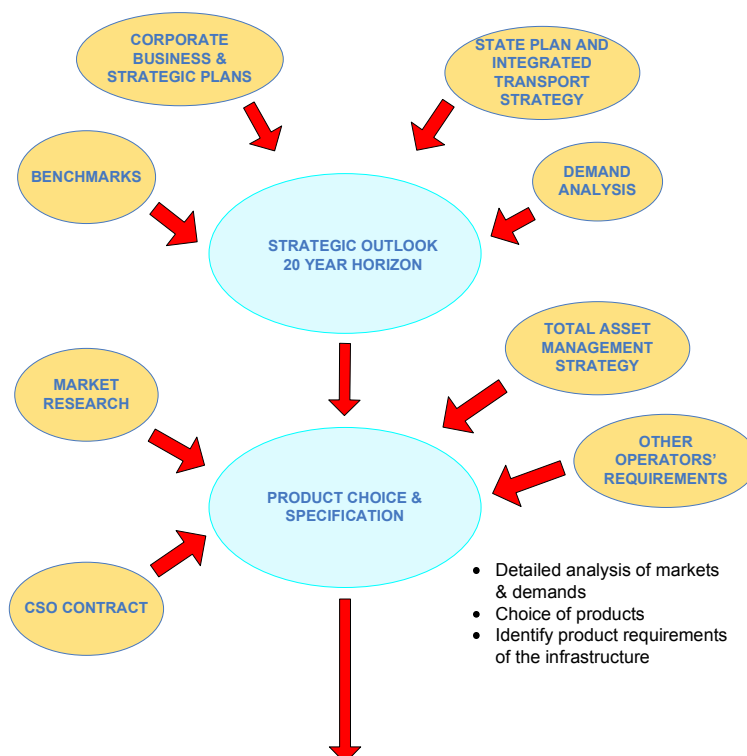 CORPORATE
BUSINESS &
STRATEGIC PLANS
STATE PLAN AND
INTEGRATED
TRANSPORT
STRATEGY
BENCHMARKS
DEMAND
ANALYSIS
STRATEGIC OUTLOOK
20 YEAR HORIZON
TOTAL ASSET
MANAGEMENT
STRATEGY
MARKET
RESEARCH
OTHER
OPERATORS'
REQUIREMENTS
PRODUCT CHOICE &
SPECIFICATION
CSO CONTRACT
• Detailed analysis of markets
& demands
• Choice of products
• Identify product requirements
of the infrastructure